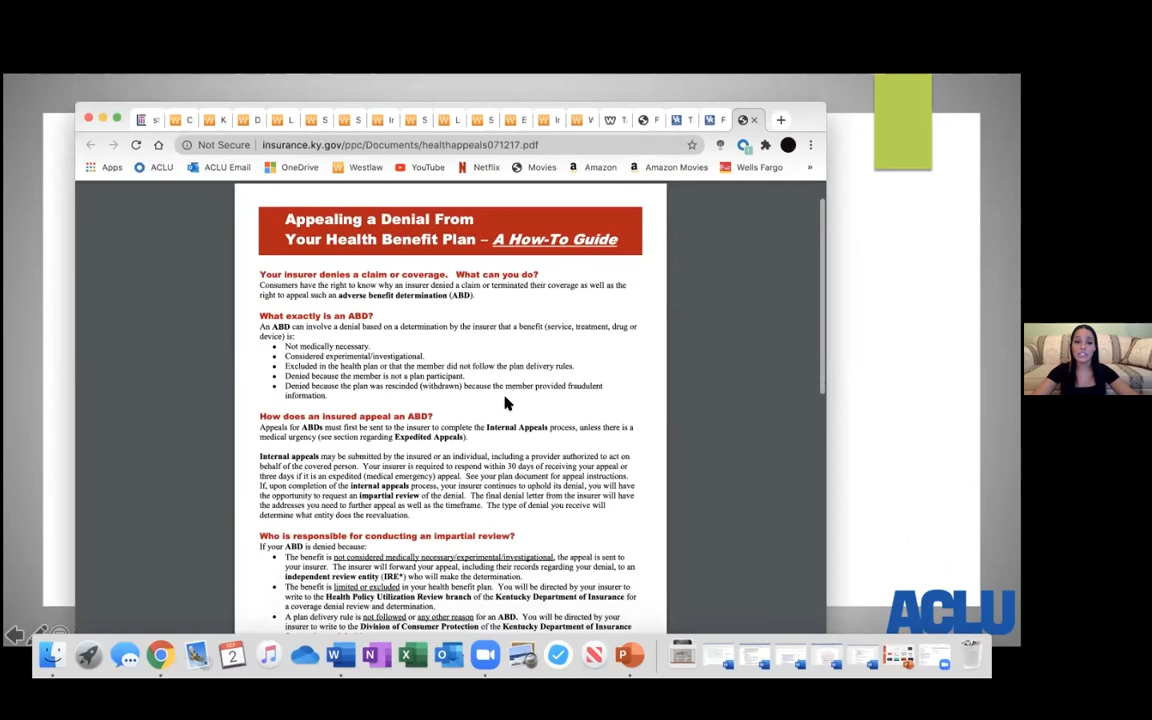 Not Secure insurance.ky.gov/ppc/Documents/healthappeals071217.pdf
Apps ACLU ACLU Email OneDrive Westlaw YouTube Netflix Movies Amazon Amazon Movies Wells Fargo »
Appealing a Denial From
Your Health Benefit Plan – A How-To Guide
Your insurer denies a claim or coverage. What can you do?
Consumers have the right to know why an insurer denied a claim or terminated their coverage as well as the
right to appeal such an adverse benefit determination (ABD).
What exactly is an ABD?
An ABD can involve a denial based on a determination by the insurer that a benefit (service, treatment, drug or
device) is:
• Not medically necessary.
• Considered experimental/investigational.
• Excluded in the health plan or that the member did not follow the plan delivery rules.
• Denied because the member is not a plan participant.
• Denied because the plan was rescinded (withdrawn) because the member provided fraudulent
information.
How does an insured appeal an ABD?
Appeals for ABDs must first be sent to the insurer to complete the Internal Appeals process, unless there is a
medical urgency (see section regarding Expedited Appeals).
Internal appeals may be submitted by the insured or an individual, including a provider authorized to act on
behalf of the covered person. Your insurer is required to respond within 30 days of receiving your appeal or
three days if it is an expedited (medical emergency) appeal. See your plan document for appeal instructions.
If, upon completion of the internal appeals process, your insurer continues to uphold its denial, you will have
the opportunity to request an impartial review of the denial. The final denial letter from the insurer will have
the addresses you need to further appeal as well as the timeframe. The type of denial you receive will
determine what entity does the reevaluation.
Who is responsible for conducting an impartial review?
If your ABD is denied because:
• The benefit is not considered medically necessary/experimental/investigational, the appeal is sent to
your insurer. The insurer will forward your appeal, including their records regarding your denial, to an
independent review entity (IRE*) who will make the determination.
• The benefit is limited or excluded in your health benefit plan. You will be directed by your insurer to
write to the Health Policy Utilization Review branch of the Kentucky Department of Insurance for
a coverage denial review and determination.
• A plan delivery rule is not followed or any other reason for an ABD. You will be directed by your
insurer to write to the Division of Consumer Protection of the Kentucky Department of Insurance
ACLU
SEP
2